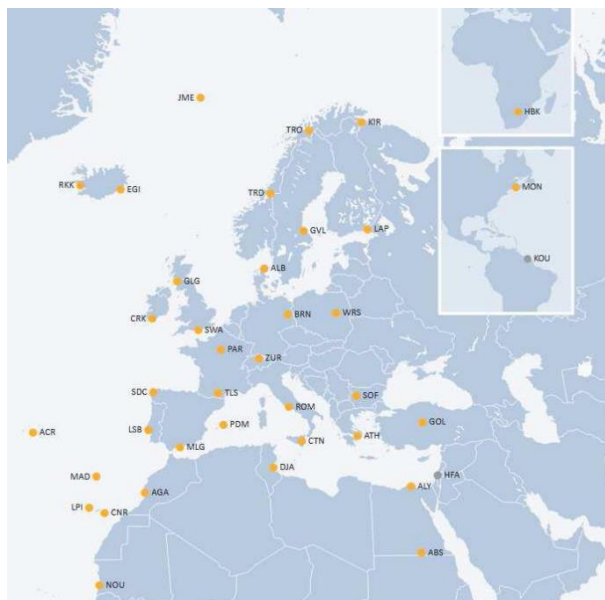 JME
HBK
KIR
TRO
RKK
EGI
MON
TRD
GVL
LAP
KOU
ALB
GLG
CRK
BRN
WRS
SWA
PAR
ZUR
SDC
TLS
SOF
ROM
PDM
GOL
ACR
LSB
ATH
CTN
MLG
DJA
HFA
MAD
ALY
AGA
LPI
CNR
ABS
NOU